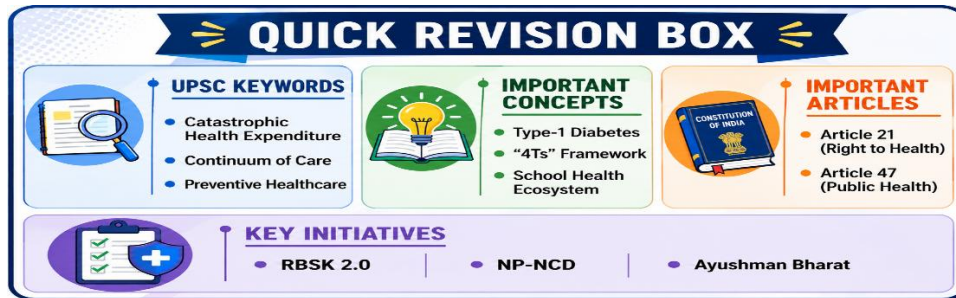 QUICK REVISION BOX
UPSC KEYWORDS
• Catastrophic
Health Expenditure
• Continuum of Care
• Preventive Healthcare
IMPORTANT
CONCEPTS
• Type-1 Diabetes
• "4Ts" Framework
• School Health
Ecosystem
CONSTITUTION
OF INDIA
IMPORTANT
ARTICLES
• Article 21
(Right to Health)
• Article 47
(Public Health)
KEY INITIATIVES
• RBSK 2.0
• NP-NCD
• Ayushman Bharat